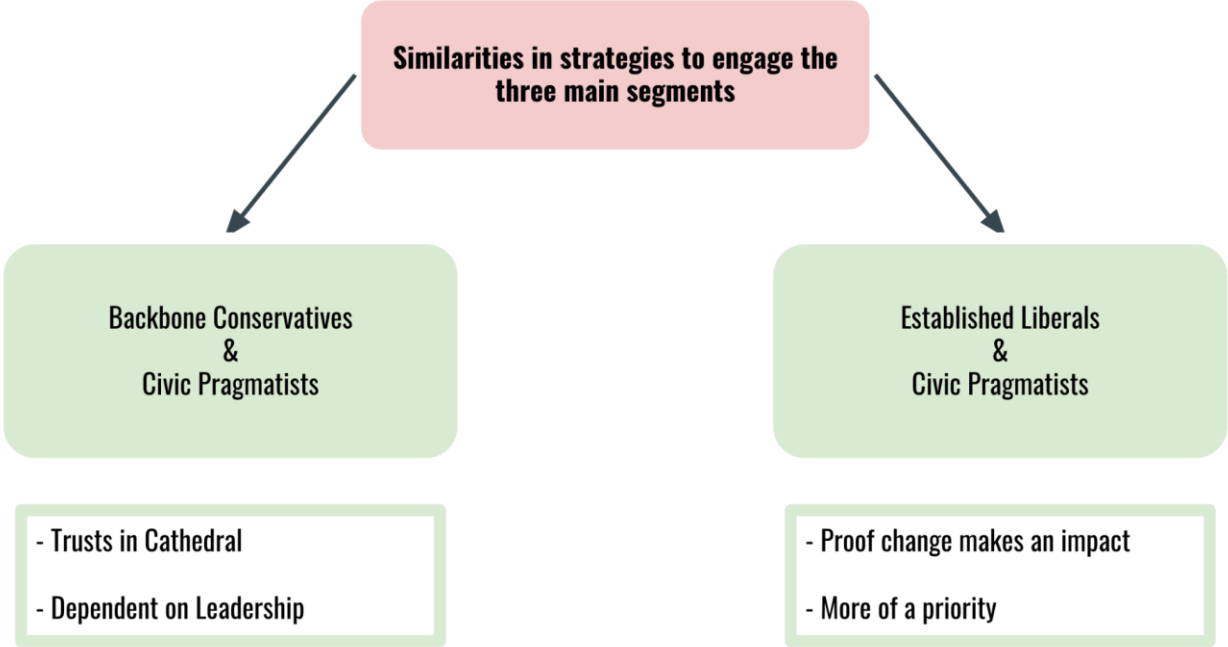 Similarities in strategies to engage the
three main segments
Backbone Conservatives
&
Civic Pragmatists
Established Liberals
&
Civic Pragmatists
- Trusts in Cathedral
- Dependent on Leadership
- Proof change makes an impact
- More of a priority